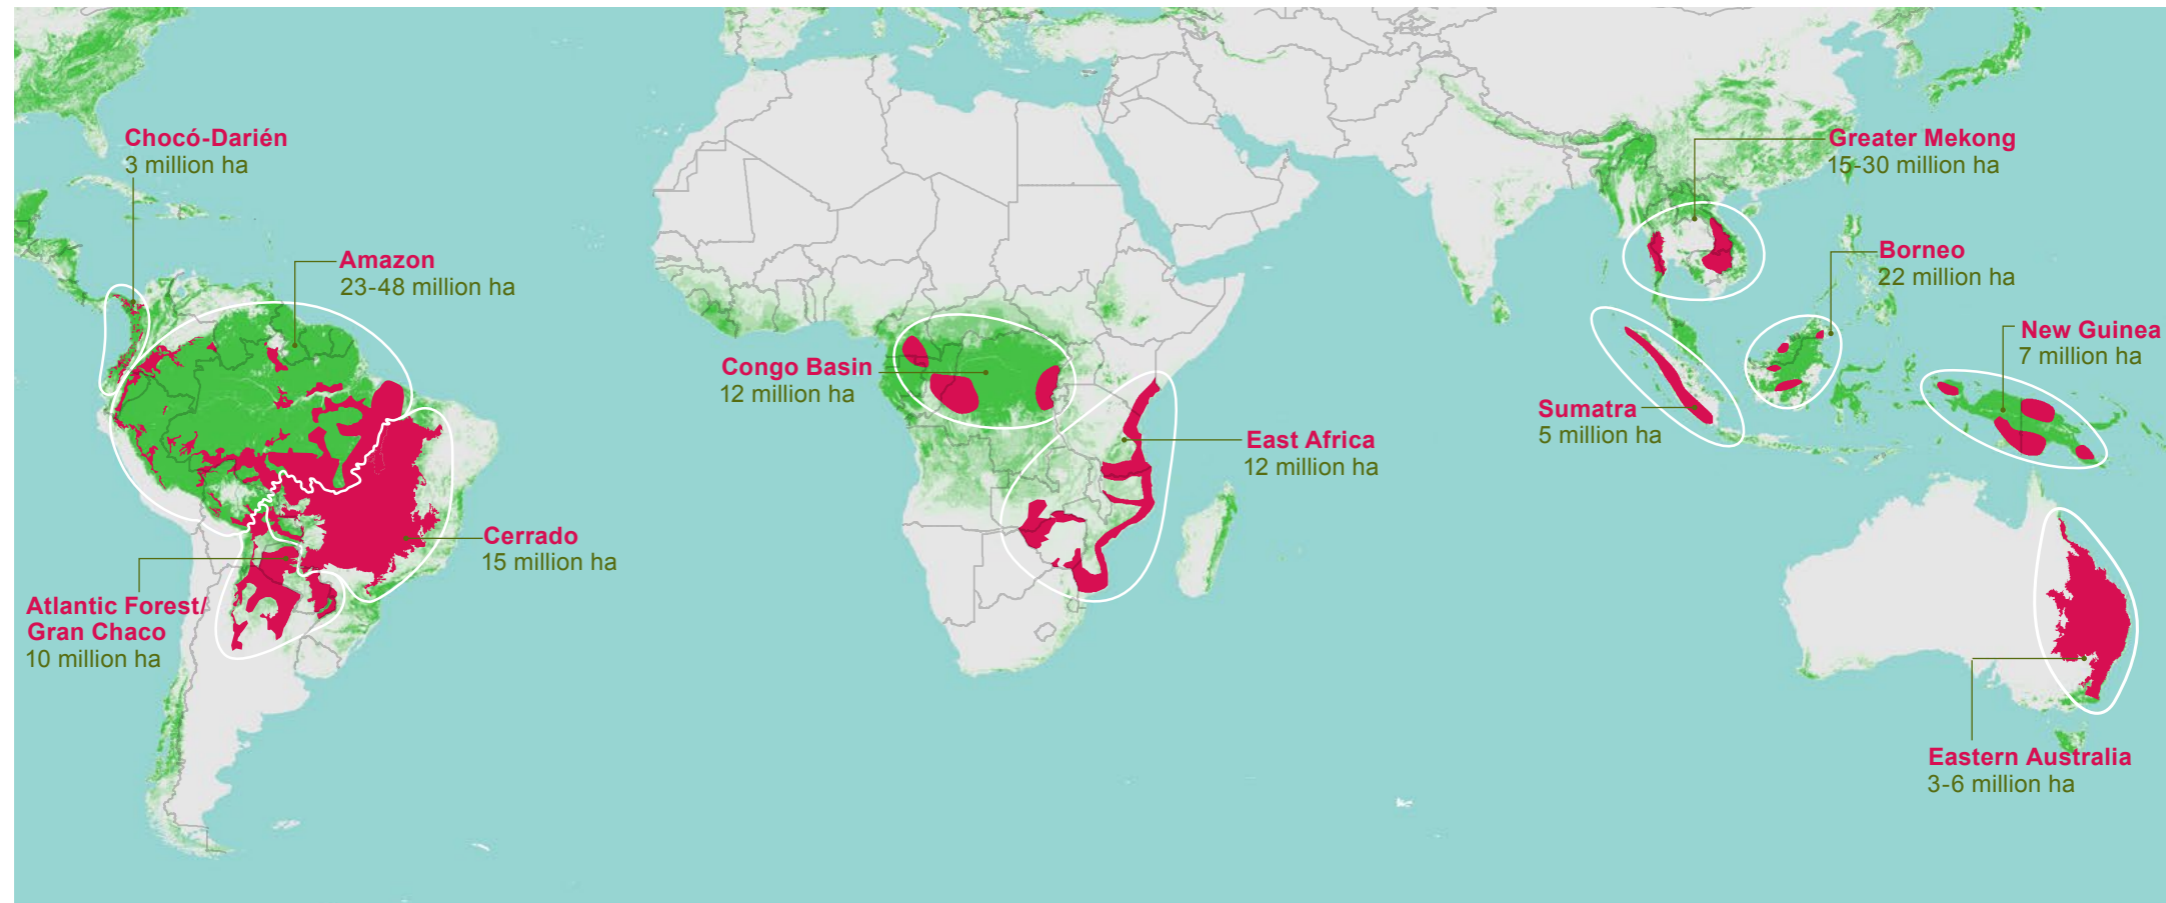 Chocó-Darién
3 million ha
Amazon
23-48 million ha
Cerrado
15 million ha
Atlantic Forest/
Gran Chaco
10 million ha
Congo Basin
12 million ha
East Africa
12 million ha
Greater Mekong
15-30 million ha
Borneo
22 million ha
New Guinea
7 million ha
Sumatra
5 million ha
Eastern Australia
3-6 million ha